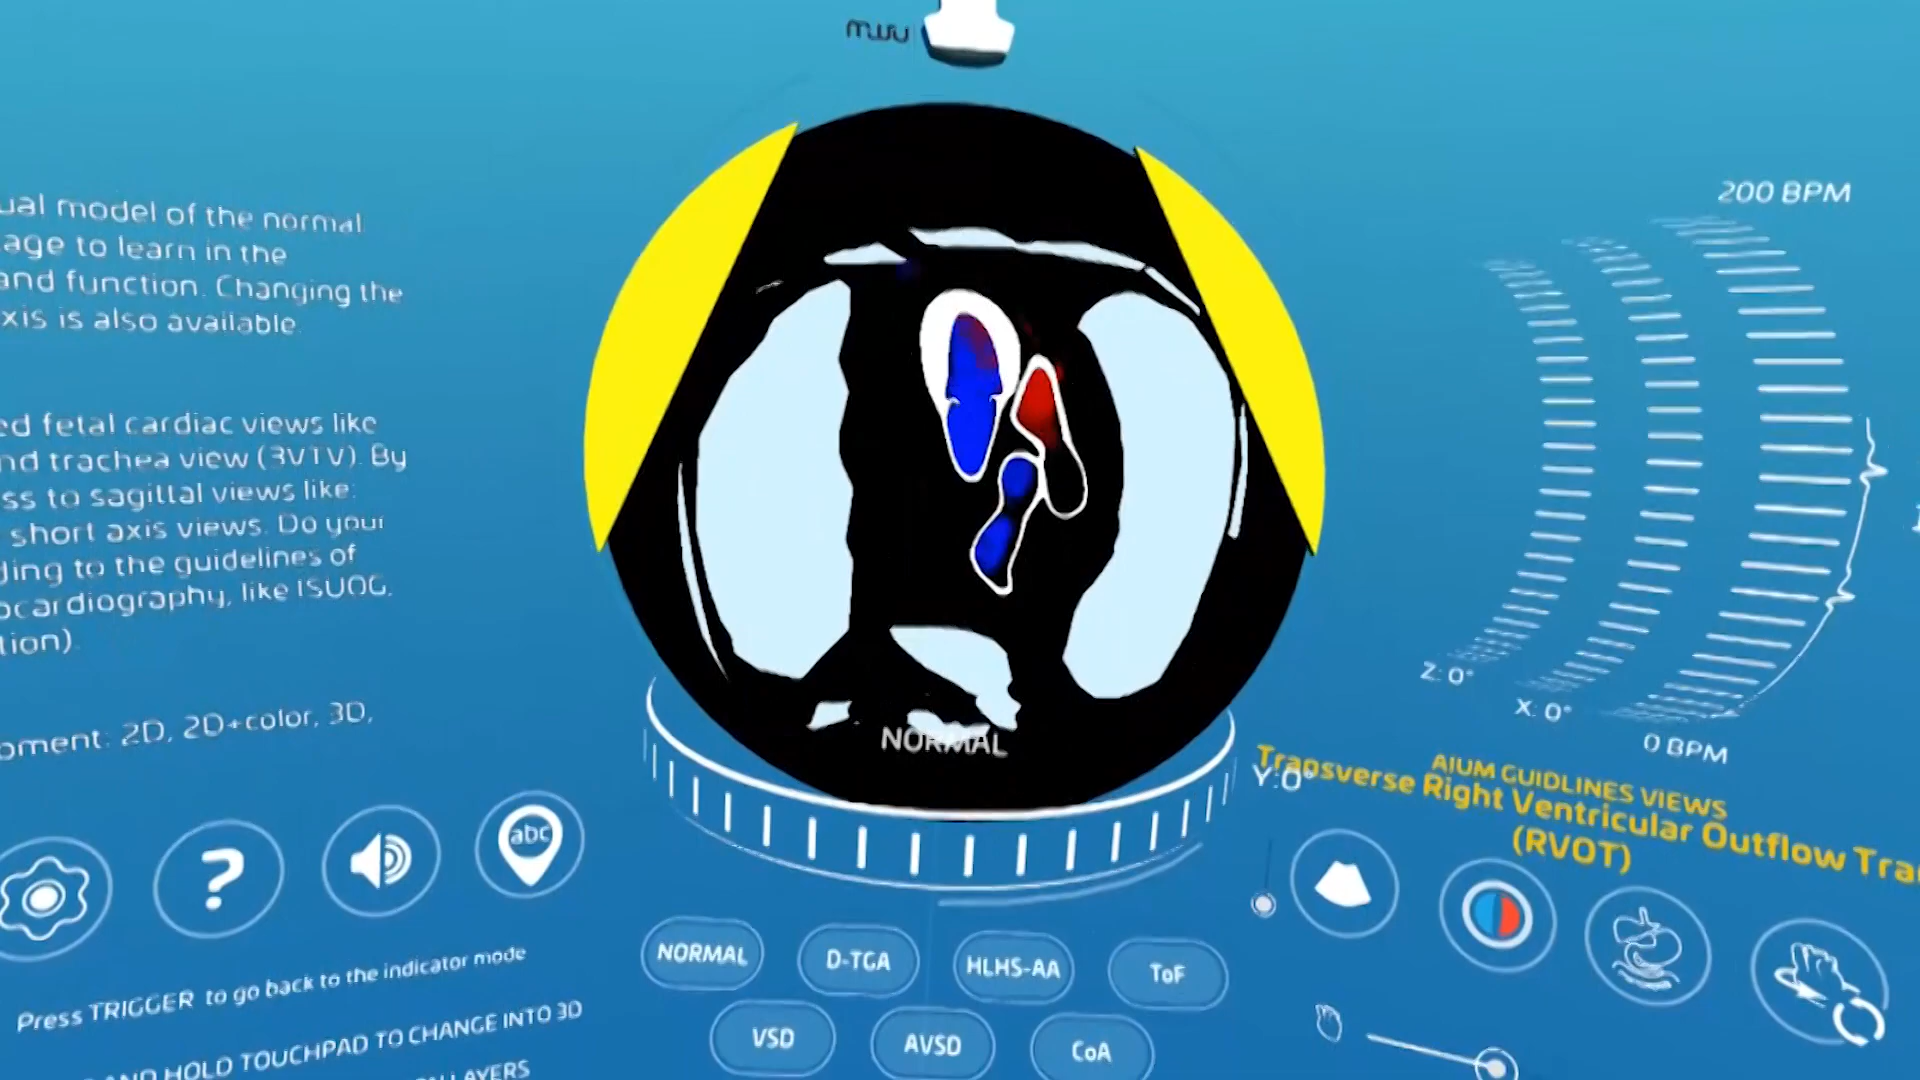 ual model of the normal
age to learn in the
and function. Changing the
xis is also available.
ed fetal cardiac views like
nd trachea view (3VTV). By
ss to sagittal views like:
short axis views. Do your
ding to the guidelines of
ocardiography, like ISUOG,
tion).
pment: 2D, 2D+color, 3D,
abc
?
Press TRIGGER to go back to the indicator mode
AND HOLD TOUCHPAD TO CHANGE INTO 3D
LAYERS
NORMAL
NORMAL
D-TGA
HLHS-AA
ToF
VSD
AVSD
CoA
200 BPM
Z: 0°
X: 0°
0 BPM
Y:0°
AIUM GUIDLINES VIEWS
Transverse Right Ventricular Outflow Tra
(RVOT)